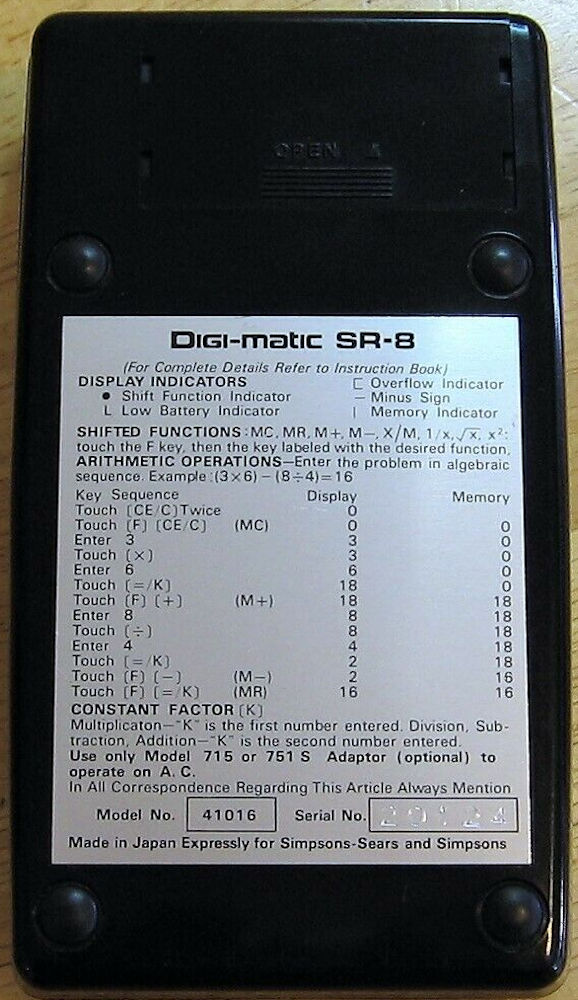 OPEN
DIGI-matic SR-8
(For Complete Details Refer to Instruction Book)
DISPLAY INDICATORS ⊏ Overflow Indicator
● Shift Function Indicator — Minus Sign
L Low Battery Indicator | Memory Indicator
SHIFTED FUNCTIONS: MC, MR, M+, M−, X/M, 1/x, √x, x²:
touch the F key, then the key labeled with the desired function,
ARITHMETIC OPERATIONS—Enter the problem in algebraic
sequence. Example:(3×6) − (8÷4)=16
Key Sequence Display Memory
Touch [CE/C]Twice 0
Touch [F] [CE/C] (MC) 0 0
Enter 3 3 0
Touch [×] 3 0
Enter 6 6 0
Touch [=/K] 18 0
Touch [F] [+] (M+) 18 18
Enter 8 8 18
Touch [÷] 8 18
Enter 4 4 18
Touch [=/K] 2 18
Touch [F] [−] (M−) 2 16
Touch [F] [=/K] (MR) 16 16
CONSTANT FACTOR [K]
Multiplicaton—"K" is the first number entered. Division, Sub-
traction, Addition—"K" is the second number entered.
Use only Model 715 or 751 S Adaptor (optional) to
operate on A. C.
In All Correspondence Regarding This Article Always Mention
Model No. 41016 Serial No.
Made in Japan Expressly for Simpsons-Sears and Simpsons